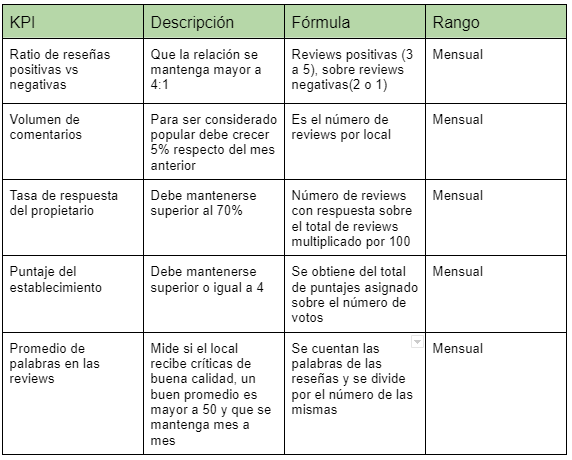 KPI
Descripción
Fórmula
Rango
Ratio de reseñas
positivas vs
negativas
Que la relación se
mantenga mayor a
4:1
Reviews positivas (3
a 5), sobre reviews
negativas(2 o 1)
Mensual
Volumen de
comentarios
Para ser considerado
popular debe crecer
5% respecto del mes
anterior
Es el número de
reviews por local
Mensual
Tasa de respuesta
del propietario
Debe mantenerse
superior al 70%
Número de reviews
con respuesta sobre
el total de reviews
multiplicado por 100
Mensual
Puntaje del
establecimiento
Debe mantenerse
superior o igual a 4
Se obtiene del total
de puntajes asignado
sobre el número de
votos
Mensual
Promedio de
palabras en las
reviews
Mide si el local
recibe críticas de
buena calidad, un
buen promedio es
mayor a 50 y que se
mantenga mes a
mes
Se cuentan las
palabras de las
reseñas y se divide
por el número de las
mismas
Mensual